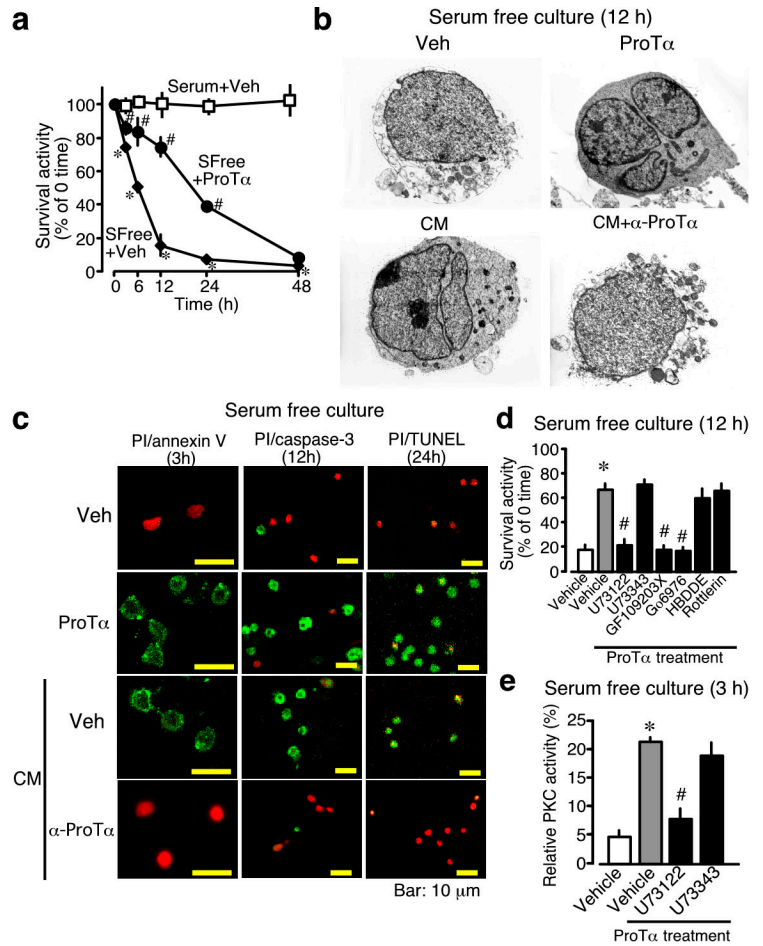 a
Serum+Veh
100
80
60
40
20
0
Survival activity
(% of 0 time)
#
#
#
#
*
*
*
*
*
SFree
+ProTα
SFree
+Veh
0 6 12 24 48
Time (h)
b
Serum free culture (12 h)
Veh ProTα
CM CM+α-ProTα
c
Serum free culture
PI/annexin V PI/caspase-3 PI/TUNEL
(3h) (12h) (24h)
Veh
ProTα
CM
Veh
α-ProTα
Bar: 10 µm
d
Serum free culture (12 h)
Survival activity
(% of 0 time)
100
80
60
40
20
0
*
#
#
#
Vehicle
Vehicle
U73122
U73343
GF109203X
Go6976
HBDDE
Rottlerin
ProTα treatment
e
Serum free culture (3 h)
Relative PKC activity (%)
25
20
15
10
5
0
*
#
Vehicle
Vehicle
U73122
U73343
ProTα treatment